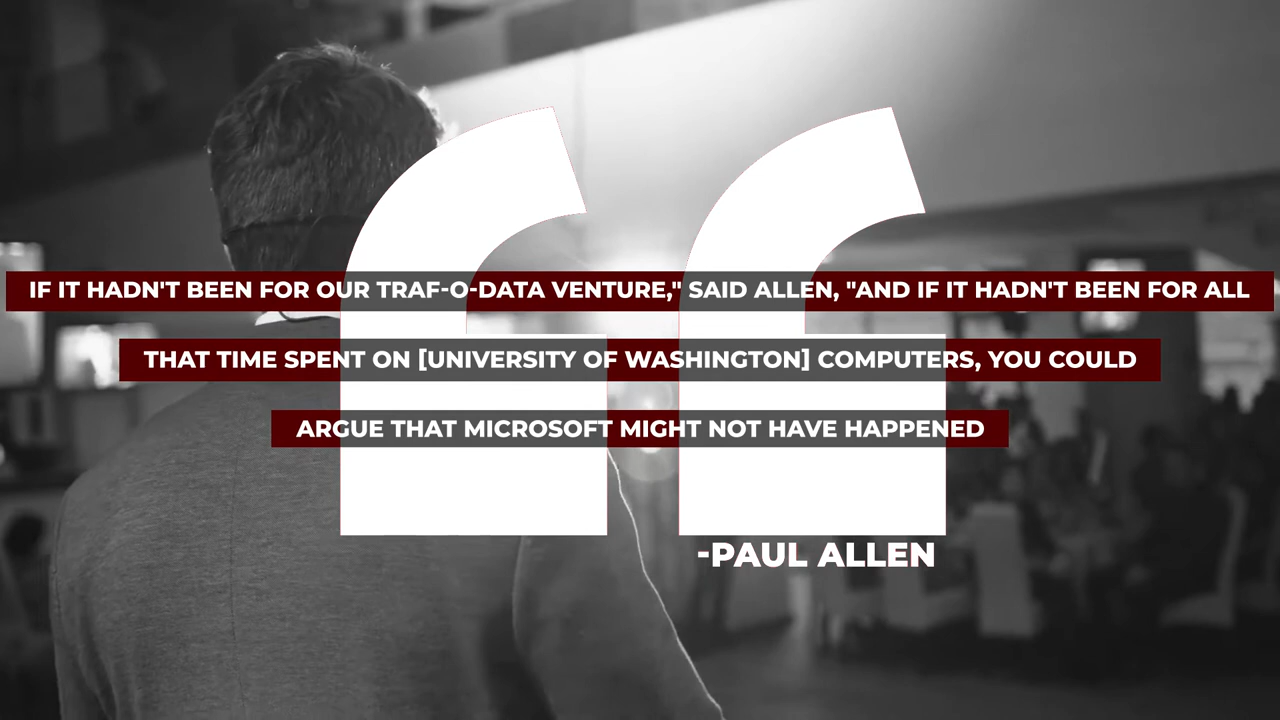 IF IT HADN'T BEEN FOR OUR TRAF-O-DATA VENTURE," SAID ALLEN, "AND IF IT HADN'T BEEN FOR ALL
THAT TIME SPENT ON [UNIVERSITY OF WASHINGTON] COMPUTERS, YOU COULD
ARGUE THAT MICROSOFT MIGHT NOT HAVE HAPPENED
-PAUL ALLEN